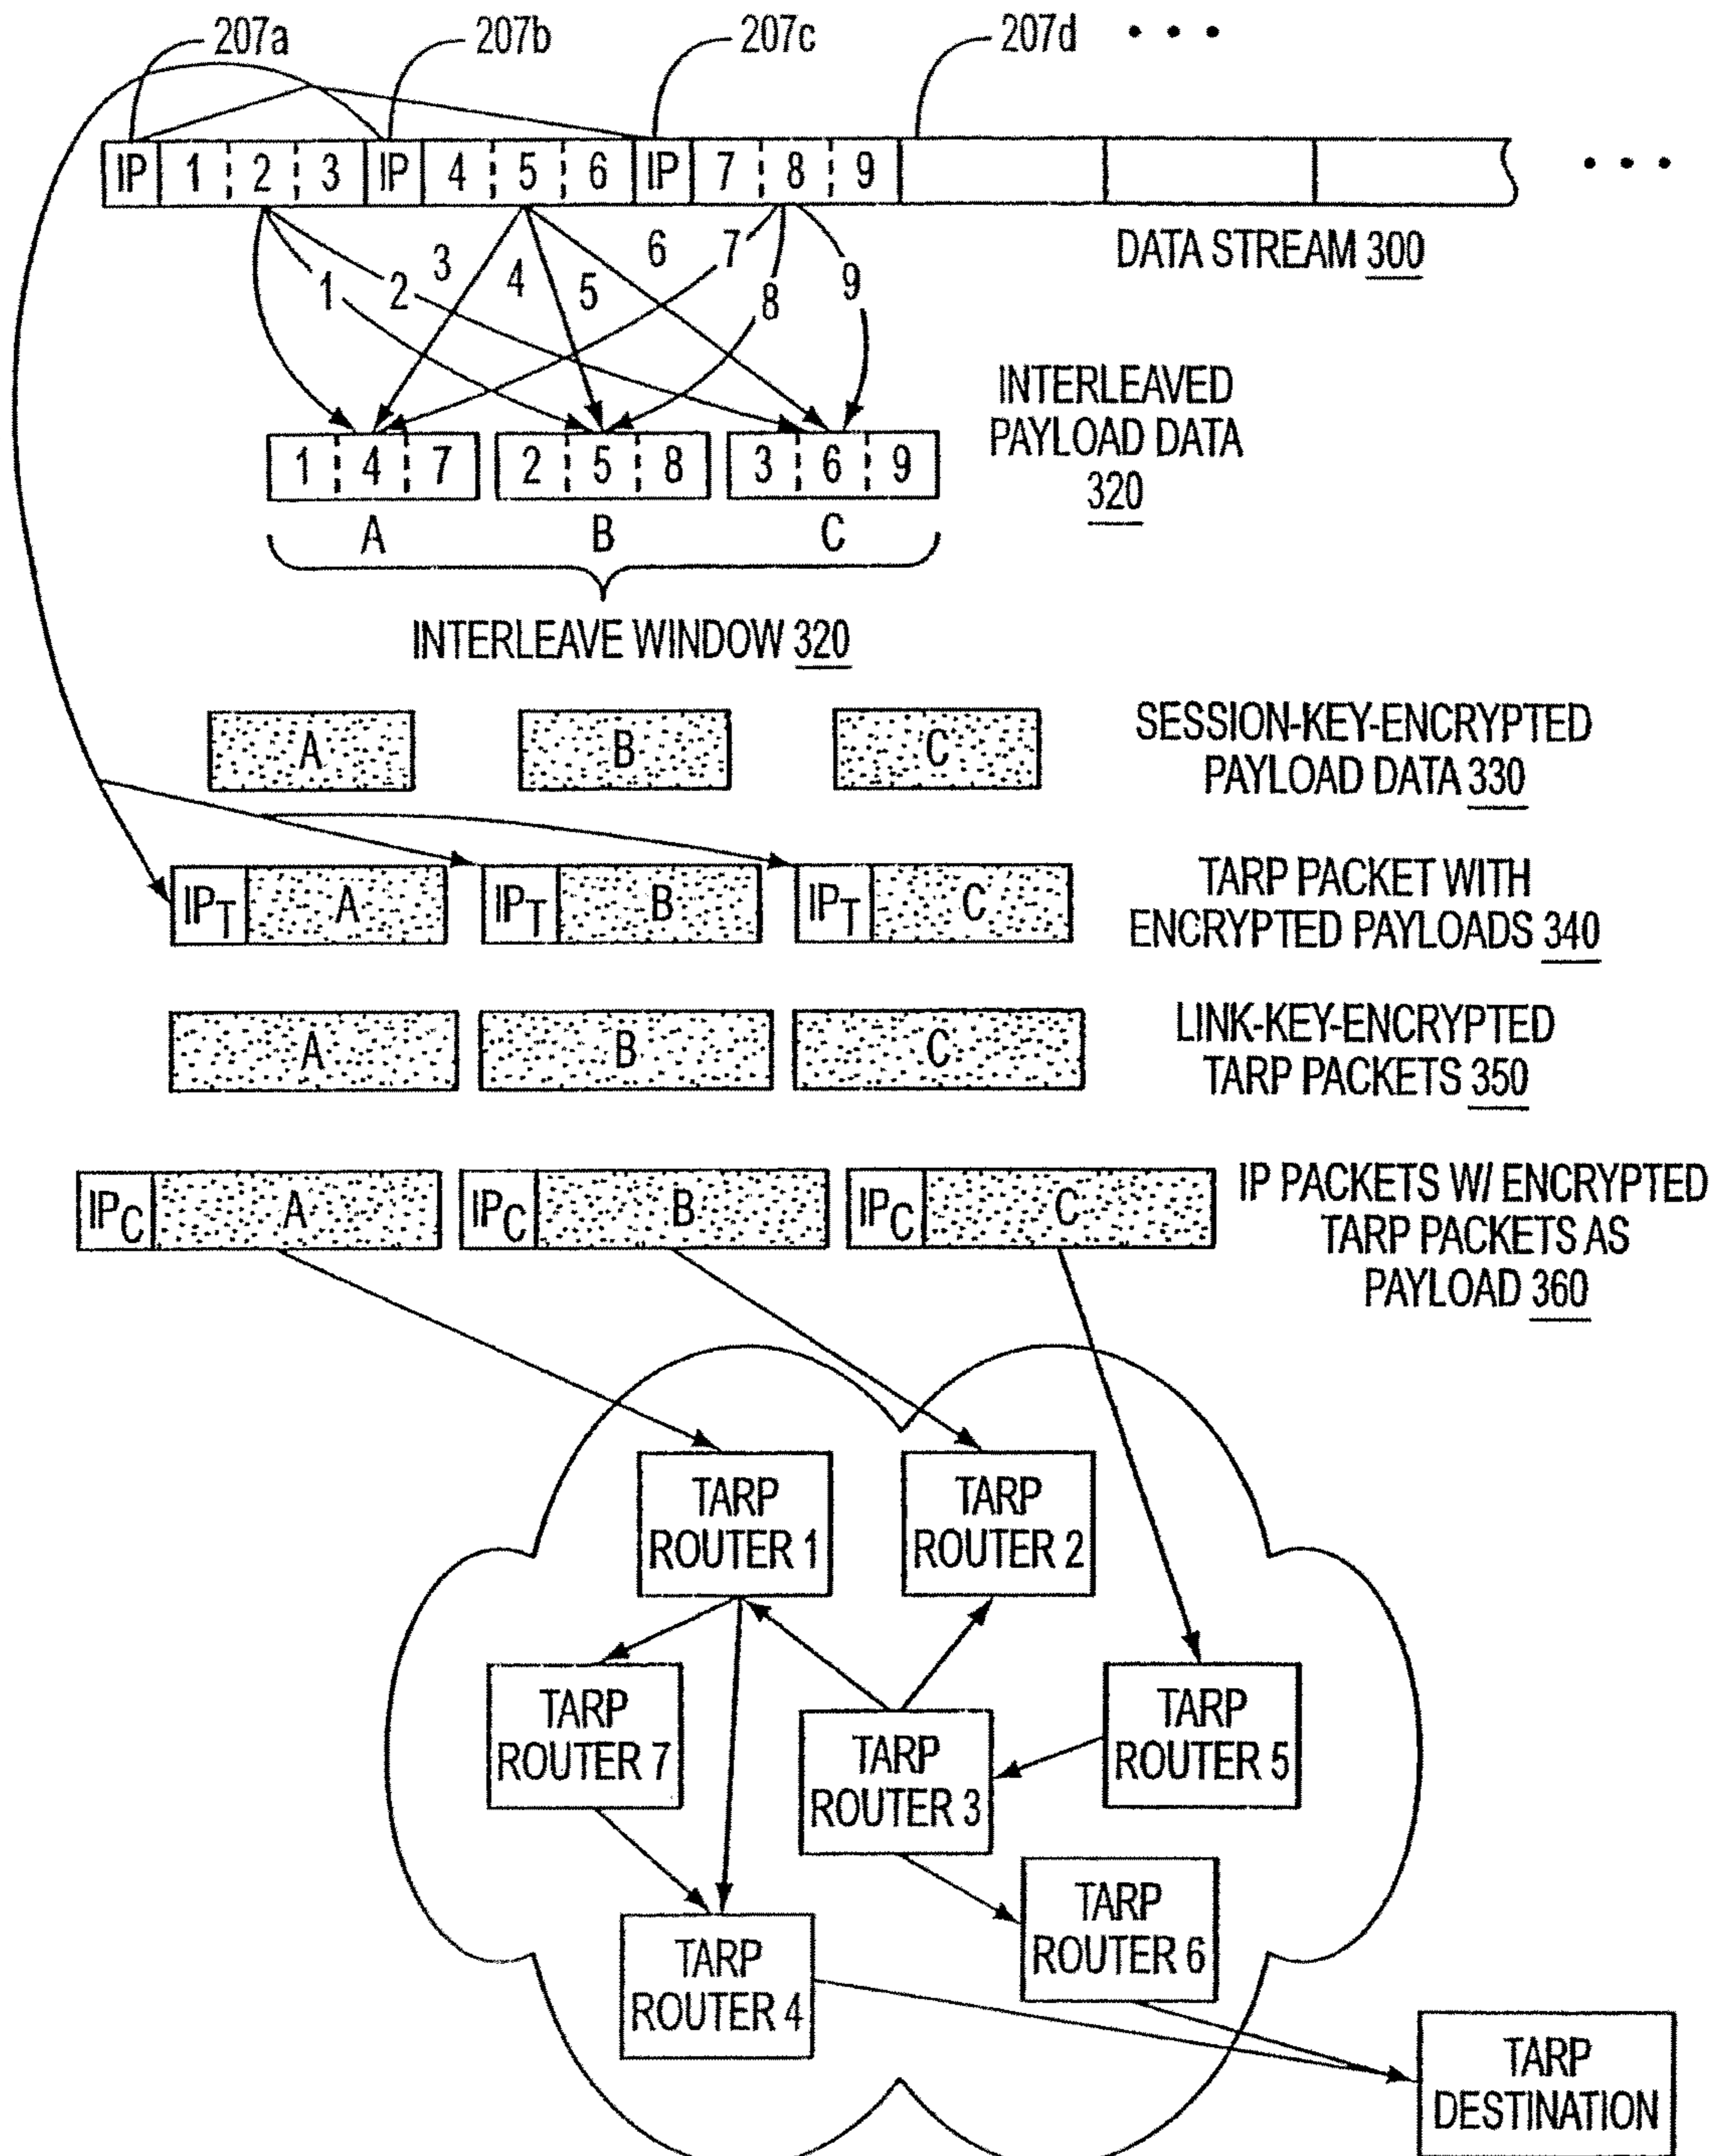 207a 207b 207c 207d • • •
IP 1 2 3 IP 4 5 6 IP 7 8 9 • • •
DATA STREAM 300
1 2 3 4 5 6 7 8 9
INTERLEAVED
PAYLOAD DATA
320
1 4 7 2 5 8 3 6 9
A B C
INTERLEAVE WINDOW 320
A B C
SESSION-KEY-ENCRYPTED
PAYLOAD DATA 330
IPT A IPT B IPT C
TARP PACKET WITH
ENCRYPTED PAYLOADS 340
A B C
LINK-KEY-ENCRYPTED
TARP PACKETS 350
IPC A IPC B IPC C
IP PACKETS W/ ENCRYPTED
TARP PACKETS AS
PAYLOAD 360
TARP
ROUTER 1
TARP
ROUTER 2
TARP
ROUTER 7
TARP
ROUTER 3
TARP
ROUTER 5
TARP
ROUTER 6
TARP
ROUTER 4
TARP
DESTINATION